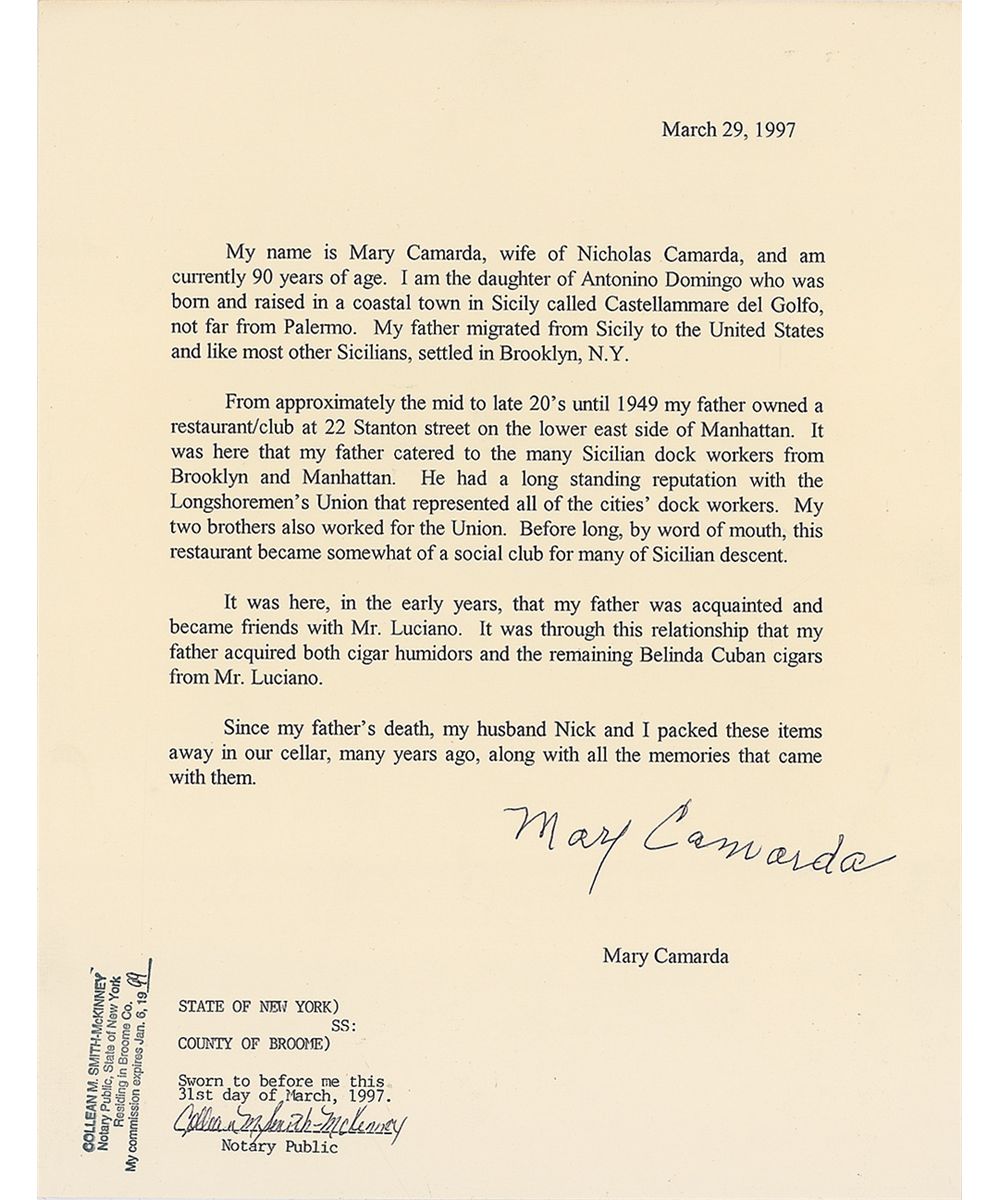 March 29, 1997
My name is Mary Camarda, wife of Nicholas Camarda, and am
currently 90 years of age. I am the daughter of Antonino Domingo who was
born and raised in a coastal town in Sicily called Castellammare del Golfo,
not far from Palermo. My father migrated from Sicily to the United States
and like most other Sicilians, settled in Brooklyn, N.Y.
From approximately the mid to late 20's until 1949 my father owned a
restaurant/club at 22 Stanton street on the lower east side of Manhattan. It
was here that my father catered to the many Sicilian dock workers from
Brooklyn and Manhattan. He had a long standing reputation with the
Longshoremen's Union that represented all of the cities' dock workers. My
two brothers also worked for the Union. Before long, by word of mouth, this
restaurant became somewhat of a social club for many of Sicilian descent.
It was here, in the early years, that my father was acquainted and
became friends with Mr. Luciano. It was through this relationship that my
father acquired both cigar humidors and the remaining Belinda Cuban cigars
from Mr. Luciano.
Since my father's death, my husband Nick and I packed these items
away in our cellar, many years ago, along with all the memories that came
with them.
Mary Camarda
Mary Camarda
STATE OF NEW YORK)
SS:
COUNTY OF BROOME)
Sworn to before me this
31st day of March, 1997.
Collean M Smith-McKinney
Notary Public
COLLEAN M. SMITH-McKINNEY
Notary Public, State of New York
Residing in Broome Co.
My commission expires Jan. 6, 1999